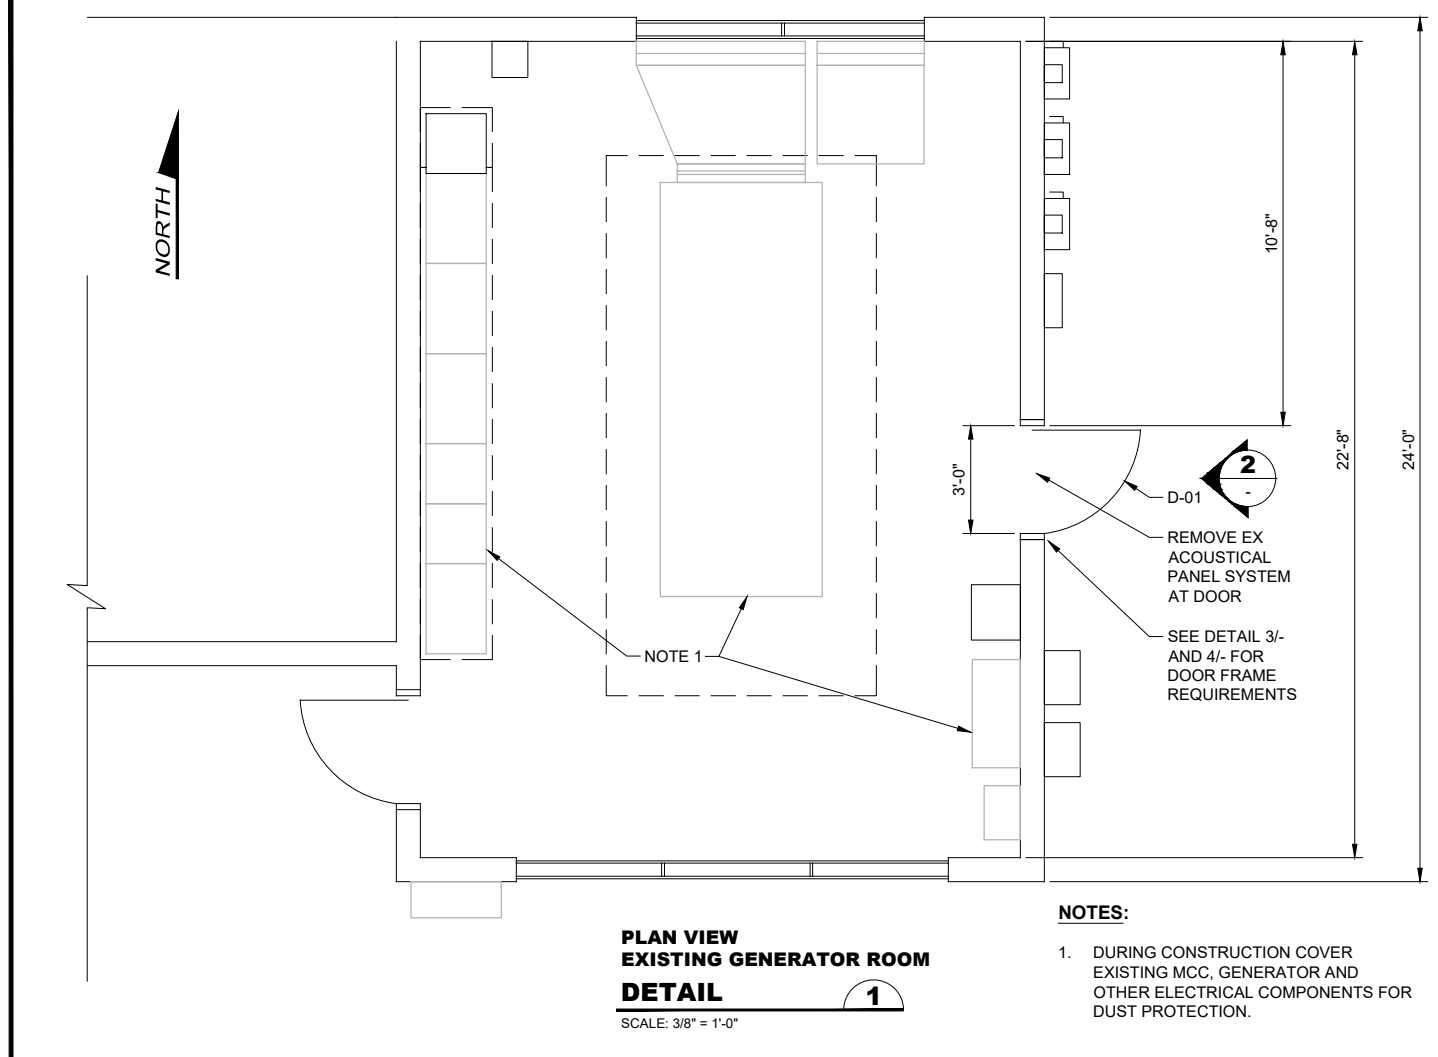 NORTH
10'-8"
22'-8"
24'-0"
3'-0"
2
-
D-01
REMOVE EX
ACOUSTICAL
PANEL SYSTEM
AT DOOR
SEE DETAIL 3/-
AND 4/- FOR
DOOR FRAME
REQUIREMENTS
NOTE 1
PLAN VIEW
EXISTING GENERATOR ROOM
DETAIL 1
SCALE: 3/8" = 1'-0"
NOTES:
1. DURING CONSTRUCTION COVER
EXISTING MCC, GENERATOR AND
OTHER ELECTRICAL COMPONENTS FOR
DUST PROTECTION.